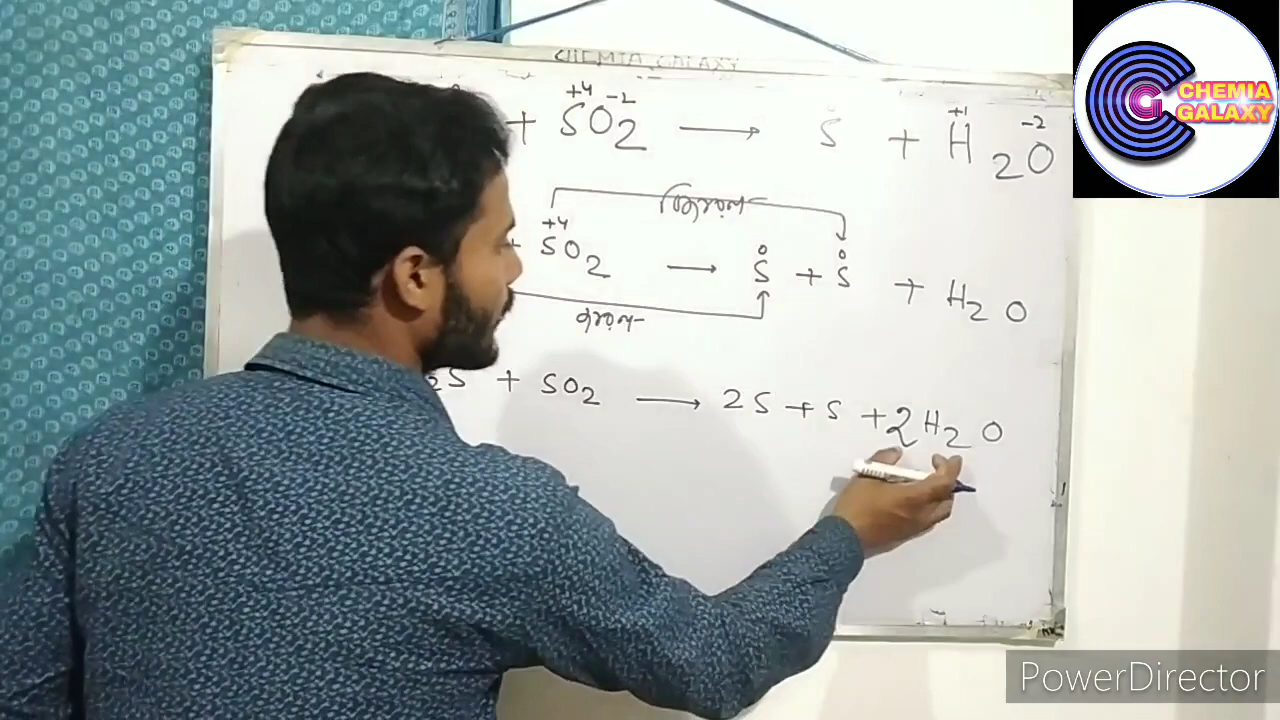 CHEMIA GALAXY
+4 -2 +1 -2
+ SO2 → S + H2O
বিজারণ
+4 0 0
+ SO2 → S + S + H2O
জারণ
2S + SO2 → 2S + S + 2H2O
CHEMIA
GALAXY
PowerDirector